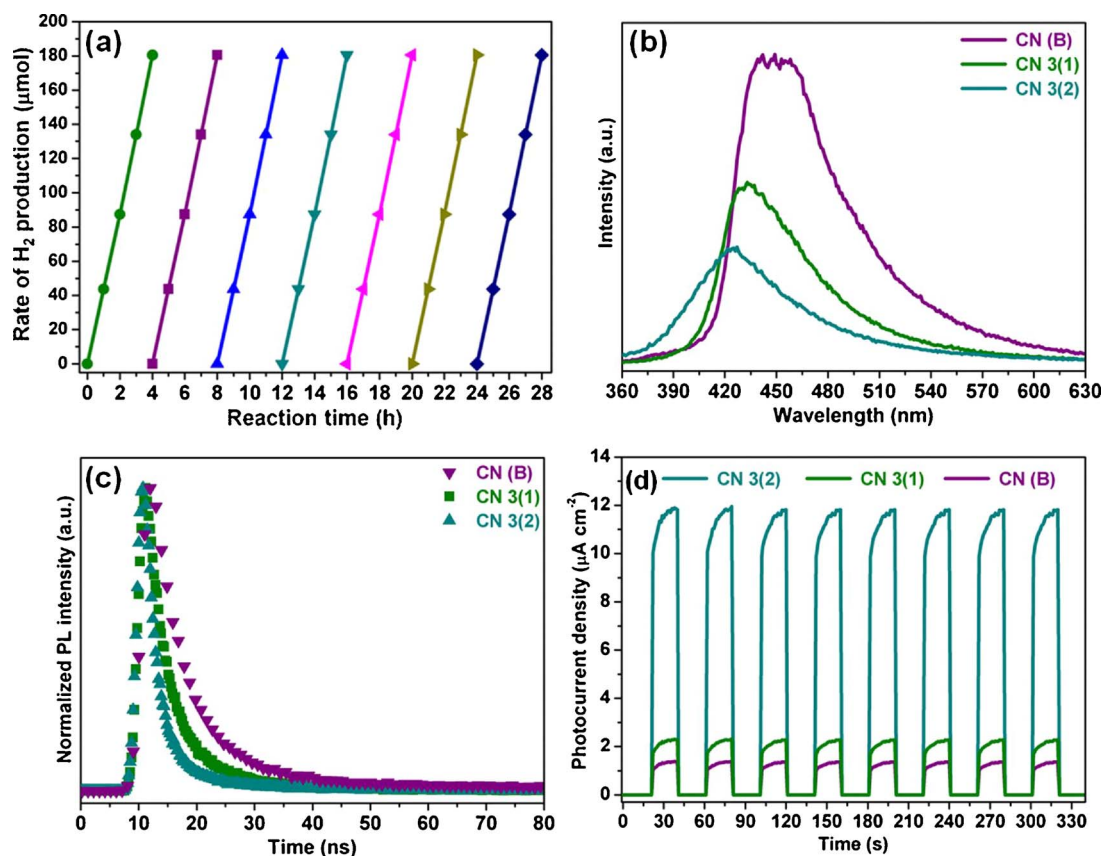 (a)
Rate of H₂ production (µmol)
200
180
160
140
120
100
80
60
40
20
0
0 2 4 6 8 10 12 14 16 18 20 22 24 26 28
Reaction time (h)
(b)
CN (B)
CN 3(1)
CN 3(2)
Intensity (a.u.)
360 390 420 450 480 510 540 570 600 630
Wavelength (nm)
(c)
CN (B)
CN 3(1)
CN 3(2)
Normalized PL intensity (a.u.)
0 10 20 30 40 50 60 70 80
Time (ns)
(d)
CN 3(2) CN 3(1) CN (B)
Photocurrent density (µA cm⁻²)
14
12
10
8
6
4
2
0
0 30 60 90 120 150 180 210 240 270 300 330
Time (s)